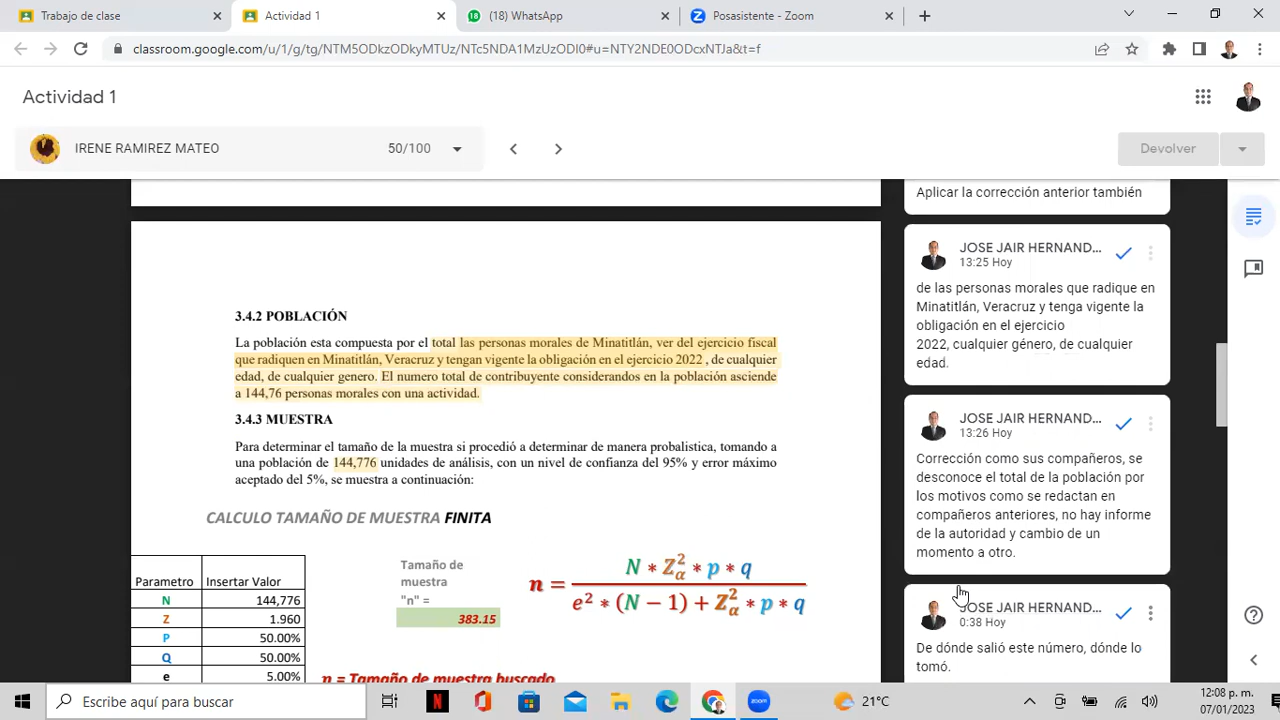 Trabajo de clase
Actividad 1
(18) WhatsApp
Posasistente - Zoom
classroom.google.com/u/1/g/tg/NTM5ODkzODkyMTUz/NTc5NDA1MzUzODI0#u=NTY2NDE0ODcxNTJa&t=f
Actividad 1
IRENE RAMIREZ MATEO
50/100
Devolver
3.4.2 POBLACIÓN
La población esta compuesta por el total las personas morales de Minatitlán, ver del ejercicio fiscal
que radiquen en Minatitlán, Veracruz y tengan vigente la obligación en el ejercicio 2022 , de cualquier
edad, de cualquier genero. El numero total de contribuyente considerandos en la población asciende
a 144,76 personas morales con una actividad.
3.4.3 MUESTRA
Para determinar el tamaño de la muestra si procedió a determinar de manera probalistica, tomando a
una población de 144,776 unidades de análisis, con un nivel de confianza del 95% y error máximo
aceptado del 5%, se muestra a continuación:
CALCULO TAMAÑO DE MUESTRA FINITA
Parametro Insertar Valor
N 144,776
Z 1.960
P 50.00%
Q 50.00%
e 5.00%
Tamaño de
muestra
"n" =
383.15
n = N * Z²α * p * q / e² * (N − 1) + Z²α * p * q
n = Tamaño de muestra buscado
Aplicar la corrección anterior también
JOSE JAIR HERNAND...
13:25 Hoy
de las personas morales que radique en
Minatitlán, Veracruz y tenga vigente la
obligación en el ejercicio
2022, cualquier género, de cualquier
edad.
JOSE JAIR HERNAND...
13:26 Hoy
Corrección como sus compañeros, se
desconoce el total de la población por
los motivos como se redactan en
compañeros anteriores, no hay informe
de la autoridad y cambio de un
momento a otro.
JOSE JAIR HERNAND...
0:38 Hoy
De dónde salió este número, dónde lo
tomó.
Escribe aquí para buscar
21°C
12:08 p. m.
07/01/2023